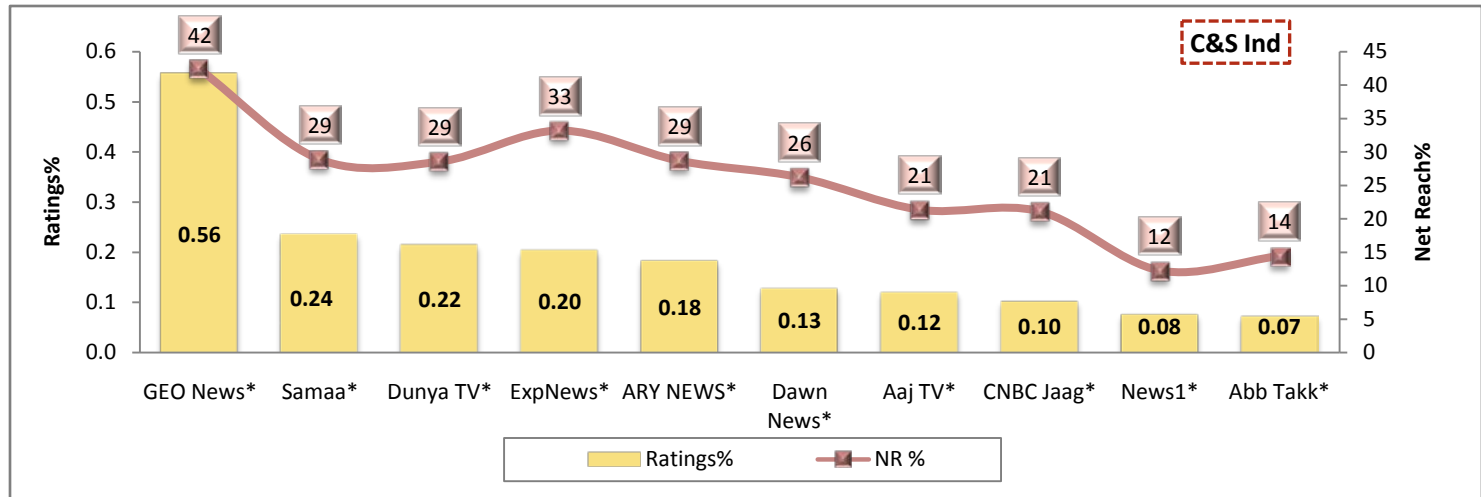 C&S Ind
Ratings%
0.6
0.5
0.4
0.3
0.2
0.1
0.0
42
29
29
33
29
26
21
21
12
14
0.56
0.24
0.22
0.20
0.18
0.13
0.12
0.10
0.08
0.07
45
40
35
30
25
20
15
10
5
0
Net Reach%
GEO News*
Samaa*
Dunya TV*
ExpNews*
ARY NEWS*
Dawn
News*
Aaj TV*
CNBC Jaag*
News1*
Abb Takk*
Ratings%
NR %